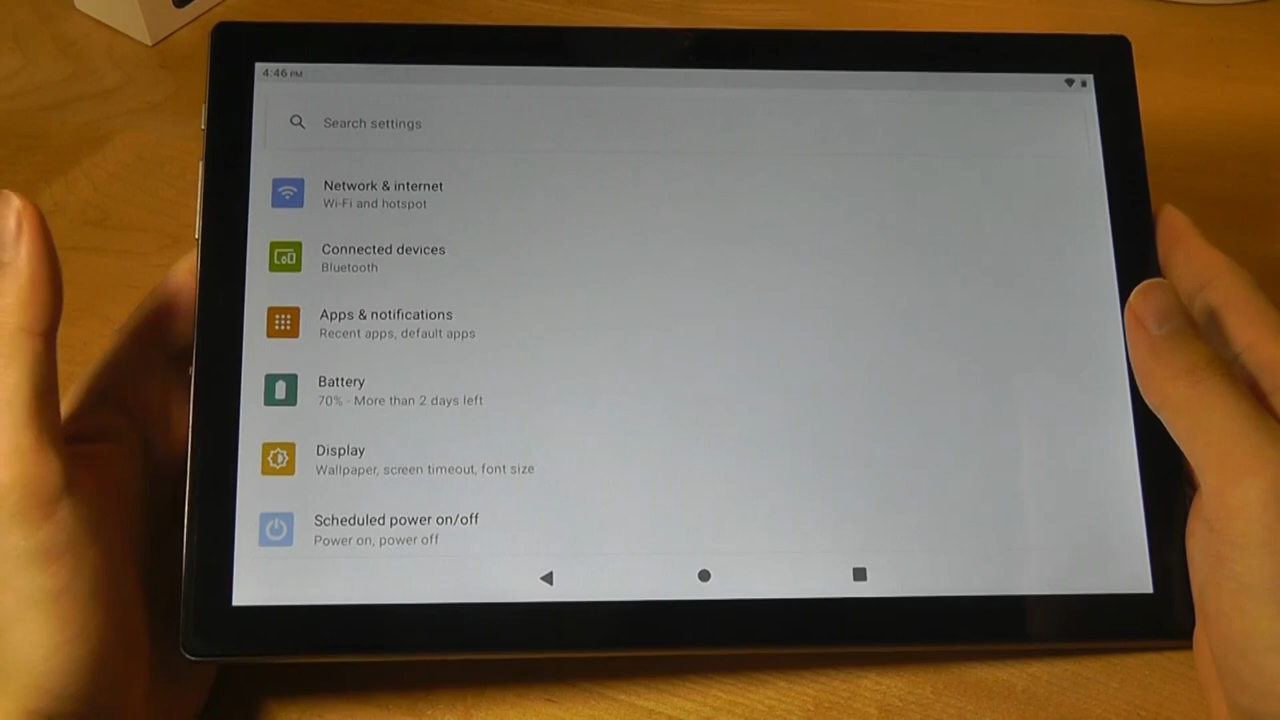 4:46 PM
Search settings
Network & internet
Wi-Fi and hotspot
Connected devices
Bluetooth
Apps & notifications
Recent apps, default apps
Battery
70% - More than 2 days left
Display
Wallpaper, screen timeout, font size
Scheduled power on/off
Power on, power off